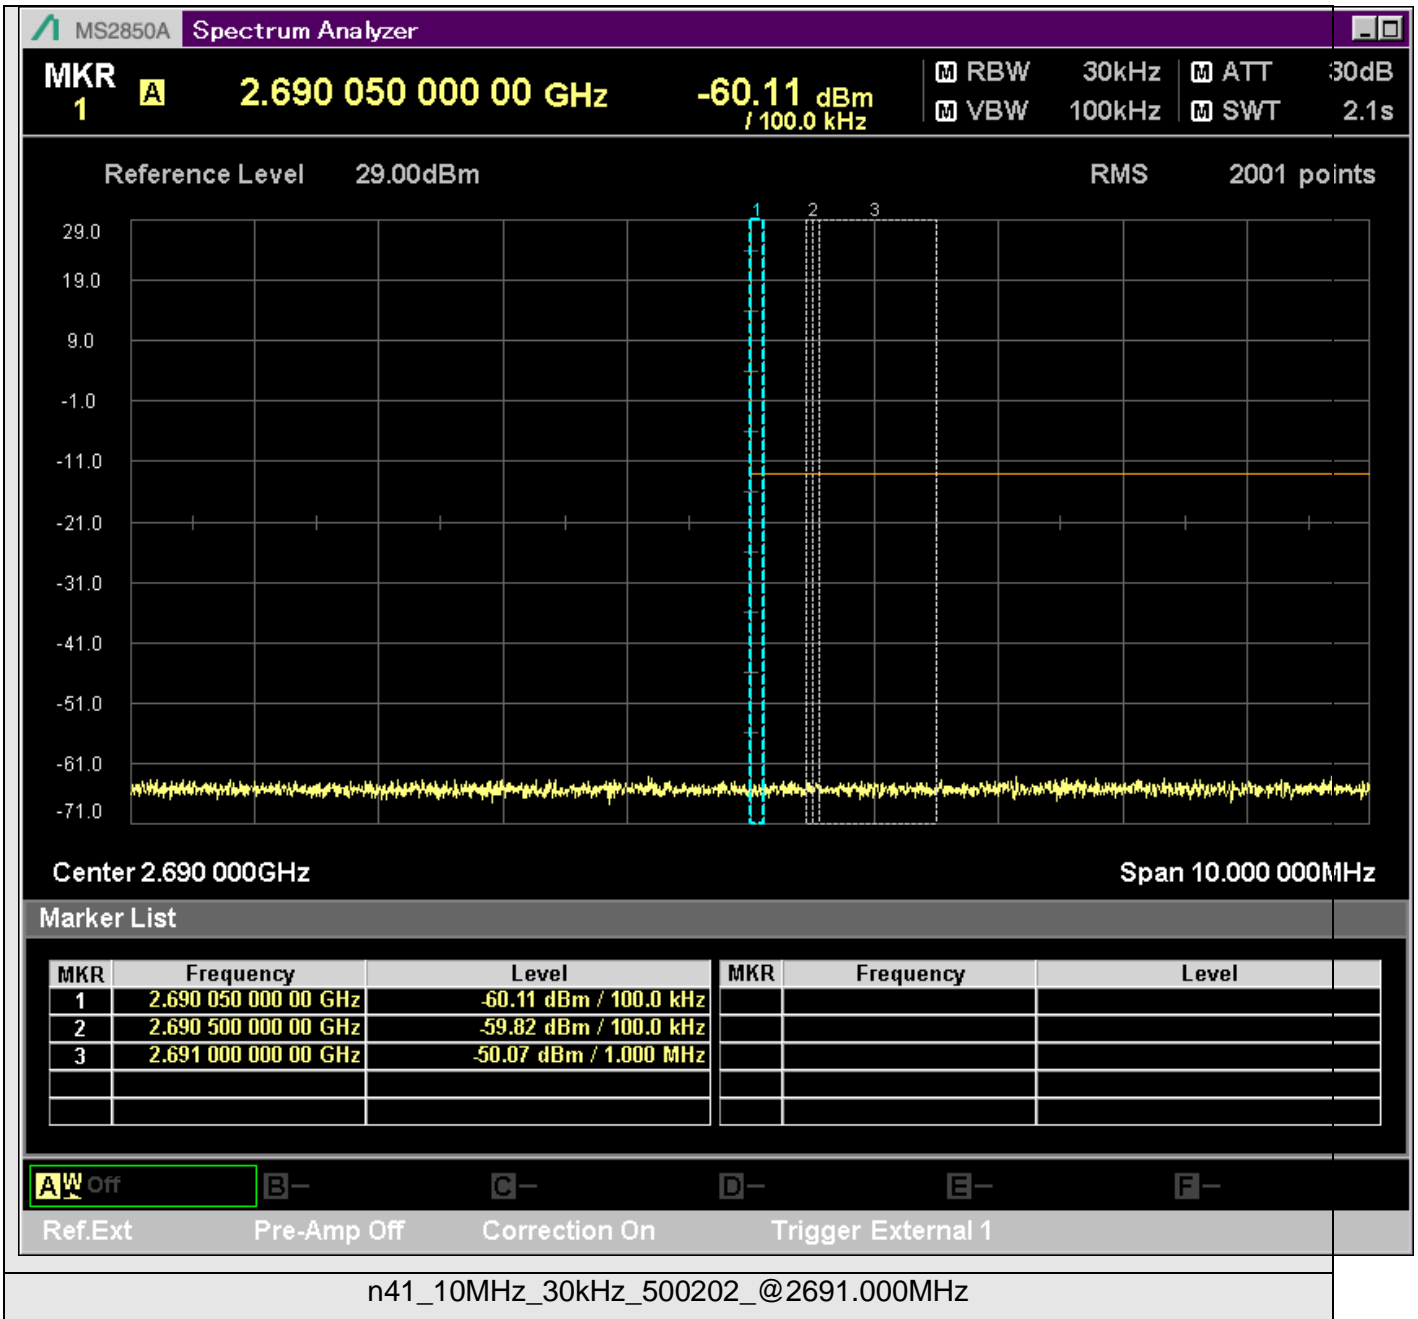 MS2850A Spectrum Analyzer
MKR 1 A 2.690 050 000 00 GHz -60.11 dBm / 100.0 kHz
M RBW 30kHz M ATT 30dB
M VBW 100kHz M SWT 2.1s
Reference Level 29.00dBm RMS 2001 points
1 2 3
29.0
19.0
9.0
-1.0
-11.0
-21.0
-31.0
-41.0
-51.0
-61.0
-71.0
Center 2.690 000GHz Span 10.000 000MHz
Marker List
MKR Frequency Level MKR Frequency Level
1 2.690 050 000 00 GHz -60.11 dBm / 100.0 kHz
2 2.690 500 000 00 GHz -59.82 dBm / 100.0 kHz
3 2.691 000 000 00 GHz -50.07 dBm / 1.000 MHz
A W Off B C D E F
Ref.Ext Pre-Amp Off Correction On Trigger External 1
n41_10MHz_30kHz_500202_@2691.000MHz